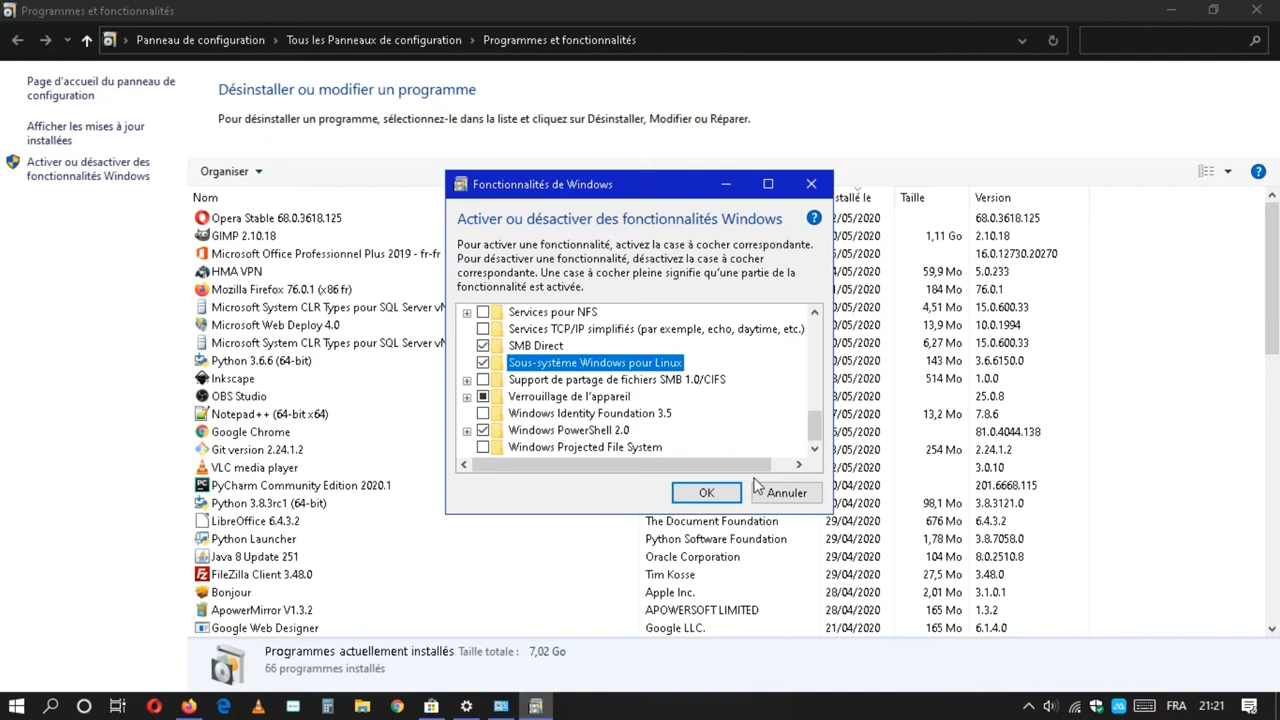 Programmes et fonctionnalités
Panneau de configuration > Tous les Panneaux de configuration > Programmes et fonctionnalités
Page d'accueil du panneau de
configuration
Afficher les mises à jour
installées
Activer ou désactiver des
fonctionnalités Windows
Désinstaller ou modifier un programme
Pour désinstaller un programme, sélectionnez-le dans la liste et cliquez sur Désinstaller, Modifier ou Réparer.
Organiser
Nom stallé le Taille Version
Opera Stable 68.0.3618.125 2/05/2020 68.0.3618.125
GIMP 2.10.18 0/05/2020 1,11 Go 2.10.18
Microsoft Office Professionnel Plus 2019 - fr-fr 0/05/2020 16.0.12730.20270
HMA VPN 4/05/2020 59,9 Mo 5.0.233
Mozilla Firefox 76.0.1 (x86 fr) 184 Mo 76.0.1
Microsoft System CLR Types pour SQL Server 4,51 Mo 15.0.600.33
Microsoft Web Deploy 4.0 13,9 Mo 10.0.1994
Microsoft System CLR Types pour SQL Server 6,27 Mo 15.0.600.33
Python 3.6.6 (64-bit) 143 Mo 3.6.6150.0
Inkscape 514 Mo 1.0.0
OBS Studio 25.0.8
Notepad++ (64-bit x64) 13,2 Mo 7.8.6
Google Chrome 81.0.4044.138
Git version 2.24.1.2 254 Mo 2.24.1.2
VLC media player 3.0.10
PyCharm Community Edition 2020.1 201.6668.115
Python 3.8.3rc1 (64-bit) 98,1 Mo 3.8.3121.0
LibreOffice 6.4.3.2 The Document Foundation 29/04/2020 676 Mo 6.4.3.2
Python Launcher Python Software Foundation 29/04/2020 1,78 Mo 3.8.7058.0
Java 8 Update 251 Oracle Corporation 29/04/2020 104 Mo 8.0.2510.8
FileZilla Client 3.48.0 Tim Kosse 29/04/2020 27,5 Mo 3.48.0
Bonjour Apple Inc. 28/04/2020 2,01 Mo 3.1.0.1
ApowerMirror V1.3.2 APOWERSOFT LIMITED 28/04/2020 165 Mo 1.3.2
Google Web Designer Google LLC. 21/04/2020 165 Mo 6.1.4.0
Fonctionnalités de Windows
Activer ou désactiver des fonctionnalités Windows
Pour activer une fonctionnalité, activez la case à cocher correspondante.
Pour désactiver une fonctionnalité, désactivez la case à cocher
correspondante. Une case à cocher pleine signifie qu'une partie de la
fonctionnalité est activée.
Services pour NFS
Services TCP/IP simplifiés (par exemple, echo, daytime, etc.)
SMB Direct
Sous-système Windows pour Linux
Support de partage de fichiers SMB 1.0/CIFS
Verrouillage de l'appareil
Windows Identity Foundation 3.5
Windows PowerShell 2.0
Windows Projected File System
OK Annuler
Programmes actuellement installés Taille totale : 7,02 Go
66 programmes installés
FRA 21:21